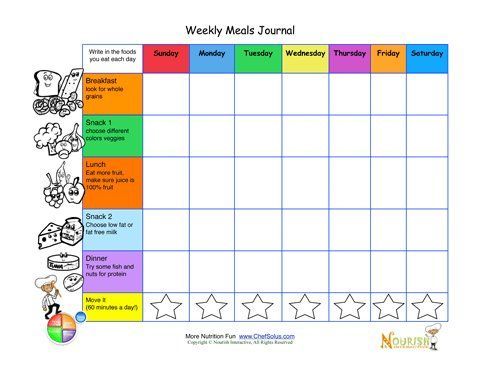 Weekly Meals Journal
Write in the foods
you eat each day
Sunday
Monday
Tuesday
Wednesday
Thursday
Friday
Saturday
Breakfast
look for whole
grains
Snack 1
choose different
colors veggies
Lunch
Eat more fruit,
make sure juice is
100% fruit
Snack 2
Choose low fat or
fat free milk
Dinner
Try some fish and
nuts for protein
Move It
(60 minutes a day!)
More Nutrition Fun www.ChefSolus.com
Copyright © Nourish Interactive, All Rights Reserved
NOURISH